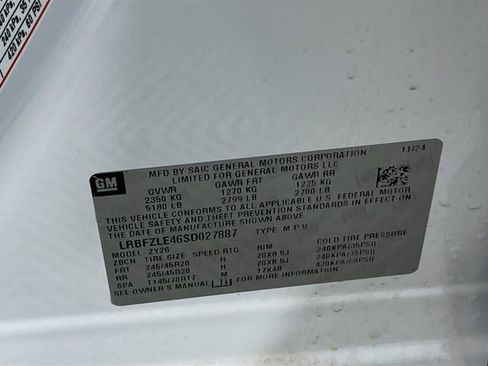 GM
MFD BY SAIC GENERAL MOTORS CORPORATION 11/24
LIMITED FOR GENERAL MOTORS LLC
GVWR GAWR FRT GAWR RR
2350 KG 1270 KG 1225 KG
5180 LB 2799 LB 2700 LB
THIS VEHICLE CONFORMS TO ALL APPLICABLE U.S. FEDERAL MOTOR
VEHICLE SAFETY AND THEFT PREVENTION STANDARDS IN EFFECT ON THE
DATE OF MANUFACTURE SHOWN ABOVE.
LRBFZLE46SD027887 TYPE: M.P.V.
MODEL: ZY26
ZBCN TIRE SIZE SPEED RTG RIM
FRT 245/45R20 H 20X8.5J 240KPA(35PSI)
RR 245/45R20 H 20X8.5J 240KPA(35PSI)
SPA T145/70R17 M 17X4B 420KPA(60PSI)
SEE OWNER'S MANUAL FOR ADDITIONAL INFORMATION.